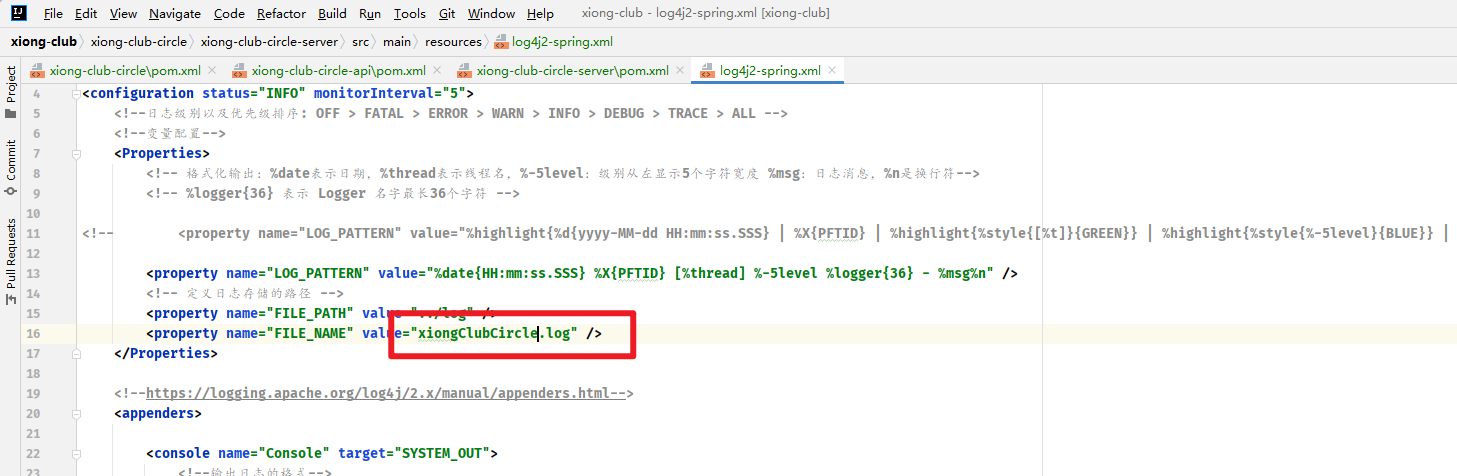 File Edit View Navigate Code Refactor Build Run Tools Git Window Help xiong-club - log4j2-spring.xml [xiong-club]
xiong-club xiong-club-circle xiong-club-circle-server src main resources log4j2-spring.xml
xiong-club-circle\pom.xml xiong-club-circle-api\pom.xml xiong-club-circle-server\pom.xml log4j2-spring.xml
Project
Commit
Pull Requests
4 <configuration status="INFO" monitorInterval="5">
5 <!--日志级别以及优先级排序: OFF > FATAL > ERROR > WARN > INFO > DEBUG > TRACE > ALL -->
6 <!--变量配置-->
7 <Properties>
8 <!-- 格式化输出：%date表示日期，%thread表示线程名，%-5level：级别从左显示5个字符宽度 %msg：日志消息，%n是换行符-->
9 <!-- %logger{36} 表示 Logger 名字最长36个字符 -->
10
11 <!-- <property name="LOG_PATTERN" value="%highlight{%d{yyyy-MM-dd HH:mm:ss.SSS} | %X{PFTID} | %highlight{%style{[%t]}{GREEN}} | %highlight{%style{%-5level}{BLUE}} |
12
13 <property name="LOG_PATTERN" value="%date{HH:mm:ss.SSS} %X{PFTID} [%thread] %-5level %logger{36} - %msg%n" />
14 <!-- 定义日志存储的路径 -->
15 <property name="FILE_PATH" value="../log" />
16 <property name="FILE_NAME" value="xiongClubCircle.log" />
17 </Properties>
18
19 <!--https://logging.apache.org/log4j/2.x/manual/appenders.html-->
20 <appenders>
21
22 <console name="Console" target="SYSTEM_OUT">
23 <!--输出日志的格式-->